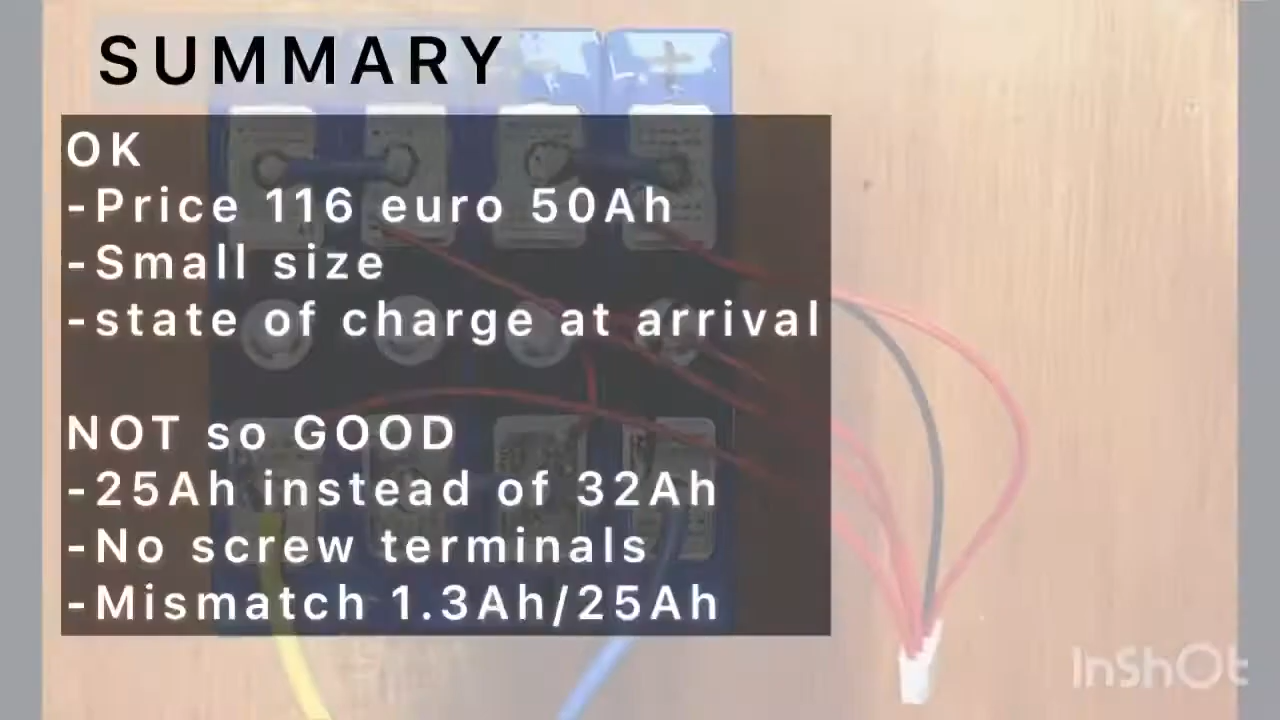 SUMMARY
OK
-Price 116 euro 50Ah
-Small size
-state of charge at arrival
NOT so GOOD
-25Ah instead of 32Ah
-No screw terminals
-Mismatch 1.3Ah/25Ah
InShOt